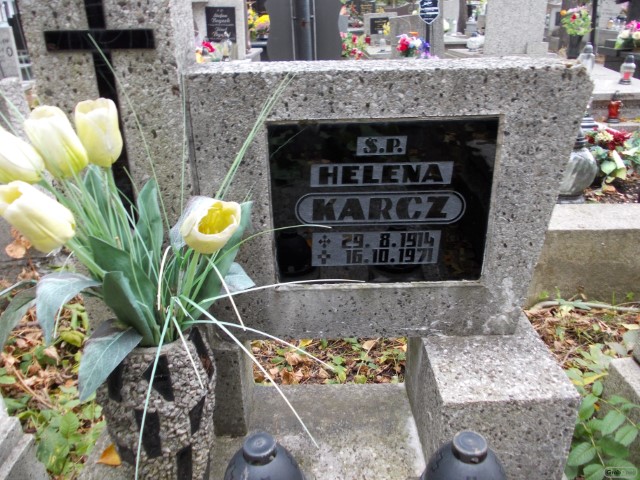 Ś.P.
HELENA
KARCZ
29.8.1914
16.10.1971